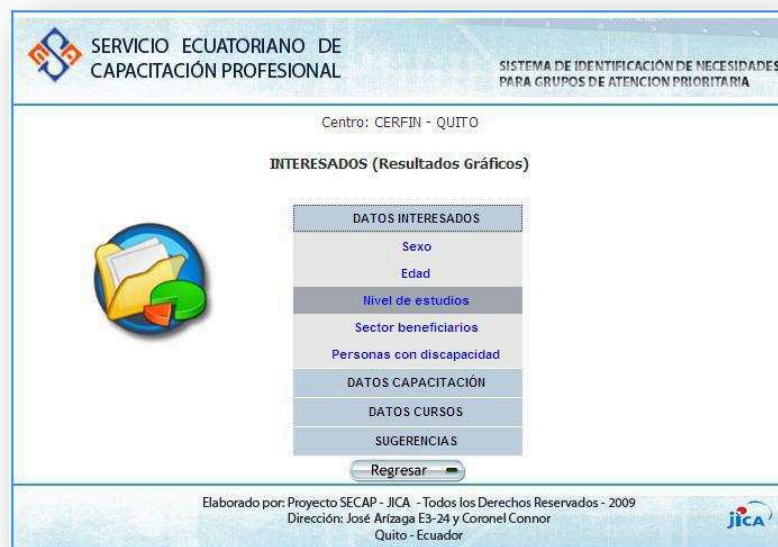 SERVICIO ECUATORIANO DE
CAPACITACIÓN PROFESIONAL
SISTEMA DE IDENTIFICACIÓN DE NECESIDADES
PARA GRUPOS DE ATENCION PRIORITARIA
Centro: CERFIN - QUITO
INTERESADOS (Resultados Gráficos)
DATOS INTERESADOS
Sexo
Edad
Nivel de estudios
Sector beneficiarios
Personas con discapacidad
DATOS CAPACITACIÓN
DATOS CURSOS
SUGERENCIAS
Regresar
Elaborado por: Proyecto SECAP - JICA - Todos los Derechos Reservados - 2009
Dirección: José Arízaga E3-24 y Coronel Connor
Quito - Ecuador
jICA